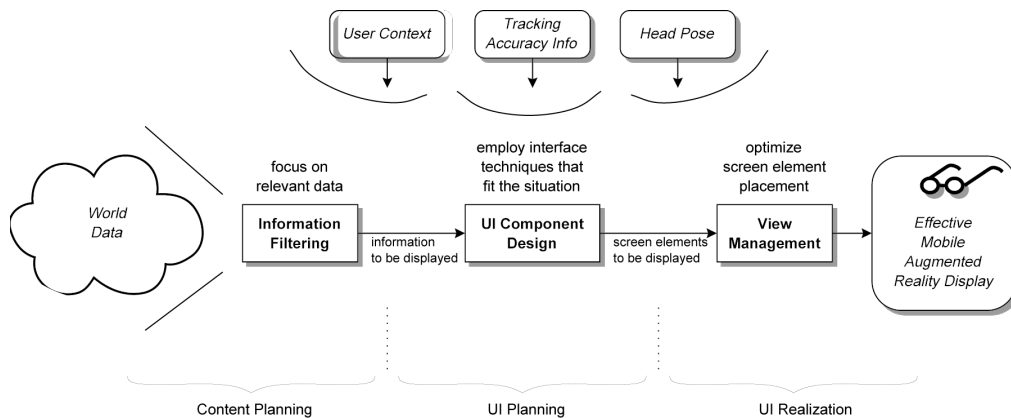 User Context
Tracking
Accuracy Info
Head Pose
World
Data
focus on
relevant data
Information
Filtering
information
to be displayed
employ interface
techniques that
fit the situation
UI Component
Design
screen elements
to be displayed
optimize
screen element
placement
View
Management
Effective
Mobile
Augmented
Reality Display
Content Planning
UI Planning
UI Realization